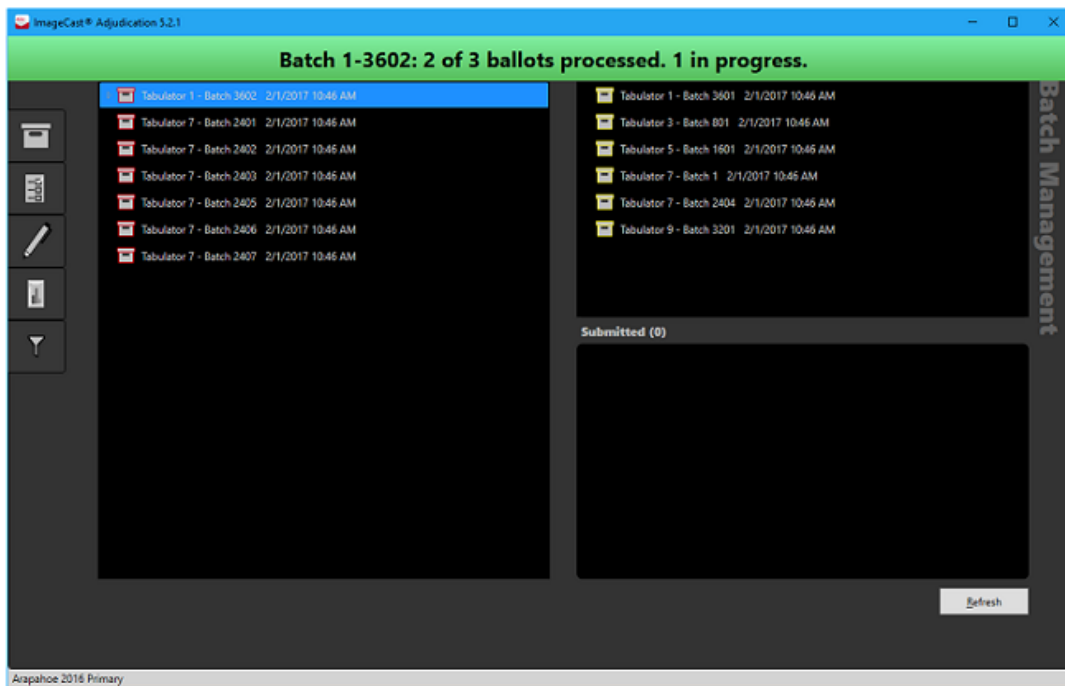 ImageCast® Adjudication 5.2.1
Batch 1-3602: 2 of 3 ballots processed. 1 in progress.
Tabulator 1 - Batch 3602 2/1/2017 10:46 AM
Tabulator 7 - Batch 2401 2/1/2017 10:46 AM
Tabulator 7 - Batch 2402 2/1/2017 10:46 AM
Tabulator 7 - Batch 2403 2/1/2017 10:46 AM
Tabulator 7 - Batch 2405 2/1/2017 10:46 AM
Tabulator 7 - Batch 2406 2/1/2017 10:46 AM
Tabulator 7 - Batch 2407 2/1/2017 10:46 AM
Tabulator 1 - Batch 3601 2/1/2017 10:46 AM
Tabulator 3 - Batch 801 2/1/2017 10:46 AM
Tabulator 5 - Batch 1601 2/1/2017 10:46 AM
Tabulator 7 - Batch 1 2/1/2017 10:46 AM
Tabulator 7 - Batch 2404 2/1/2017 10:46 AM
Tabulator 9 - Batch 3201 2/1/2017 10:46 AM
Batch Management
Submitted (0)
Refresh
Arapahoe 2016 Primary